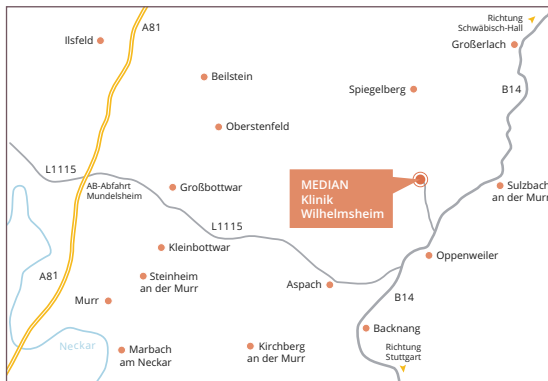 A81
Richtung
Schwäbisch-Hall
Ilsfeld
Großerlach
Beilstein
Spiegelberg
B14
Oberstenfeld
L1115
AB-Abfahrt
Mundelsheim
Großbottwar
MEDIAN
Klinik
Wilhelmsheim
Sulzbach
an der Murr
L1115
Kleinbottwar
Oppenweiler
A81
Steinheim
an der Murr
Aspach
Murr
B14
Backnang
Neckar
Marbach
am Neckar
Kirchberg
an der Murr
Richtung
Stuttgart